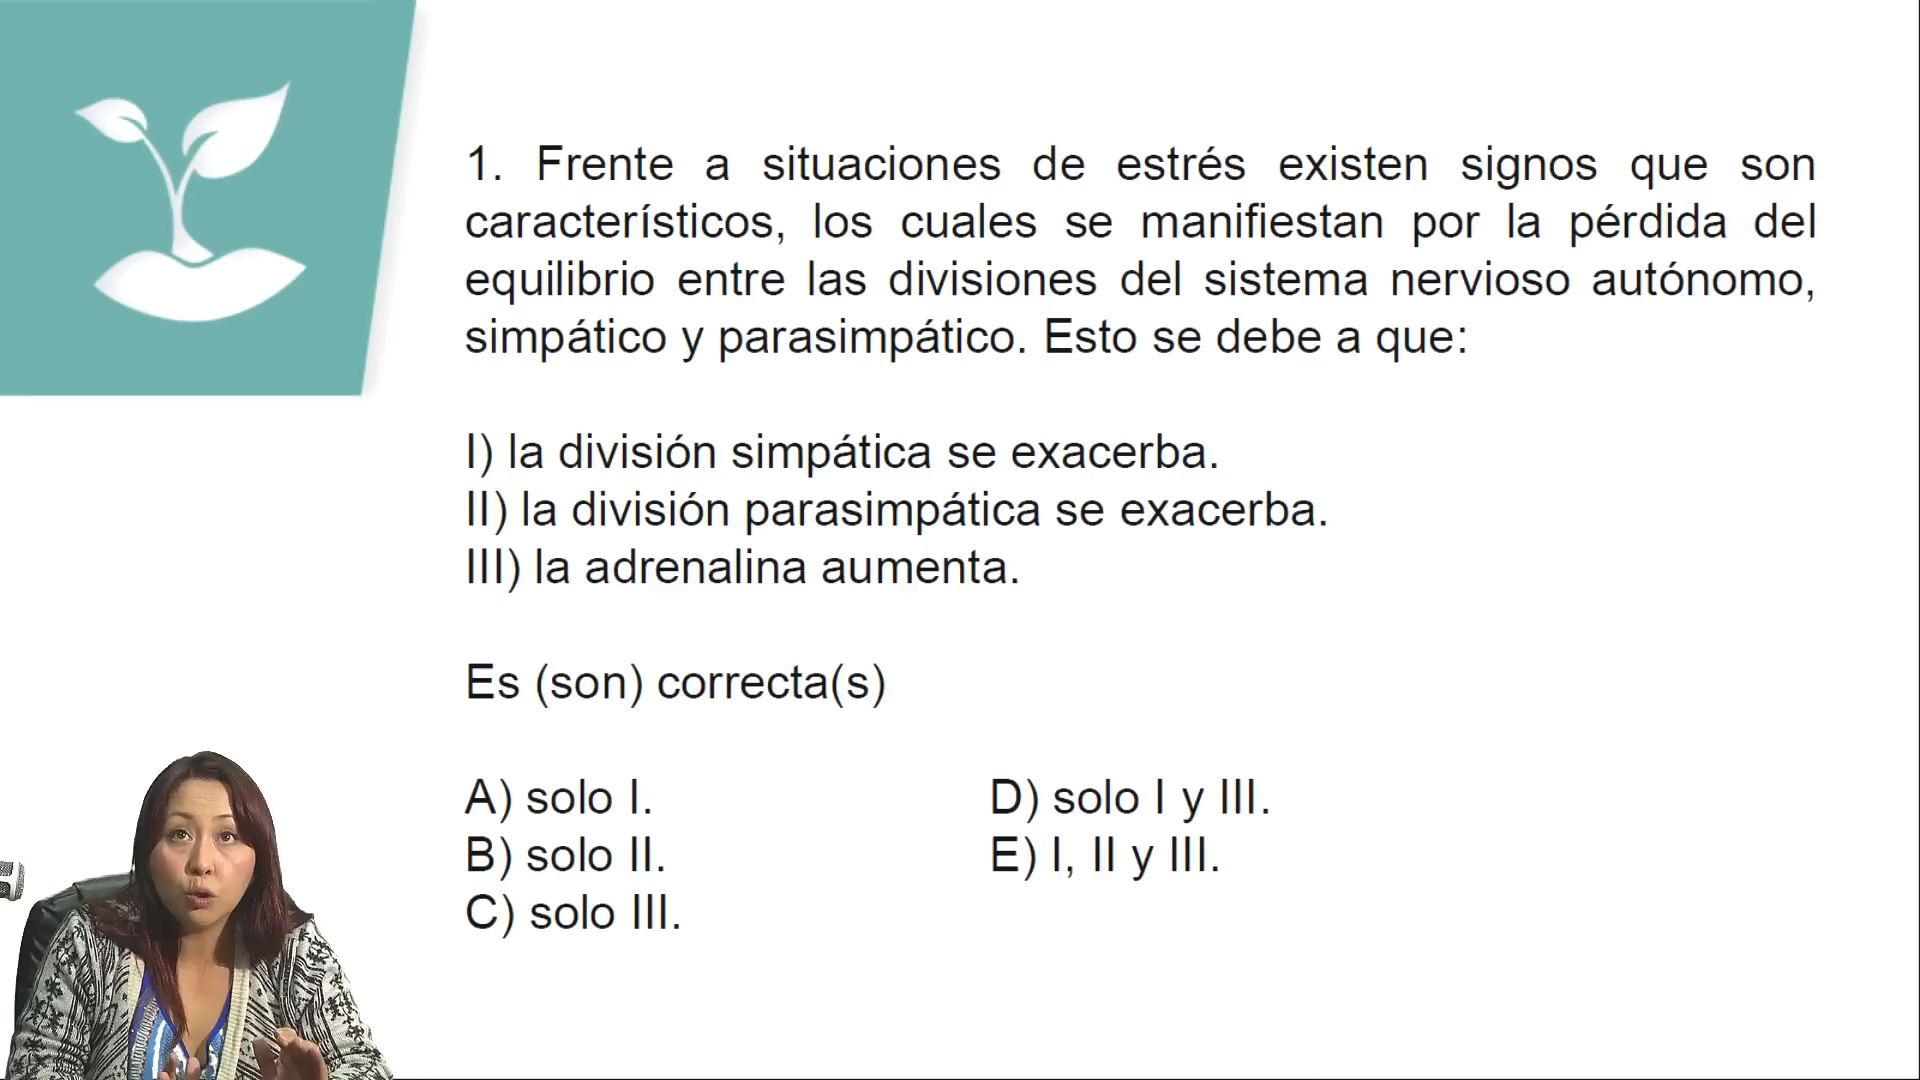 1. Frente a situaciones de estrés existen signos que son
característicos, los cuales se manifiestan por la pérdida del
equilibrio entre las divisiones del sistema nervioso autónomo,
simpático y parasimpático. Esto se debe a que:
I) la división simpática se exacerba.
II) la división parasimpática se exacerba.
III) la adrenalina aumenta.
Es (son) correcta(s)
A) solo I.
B) solo II.
C) solo III.
D) solo I y III.
E) I, II y III.